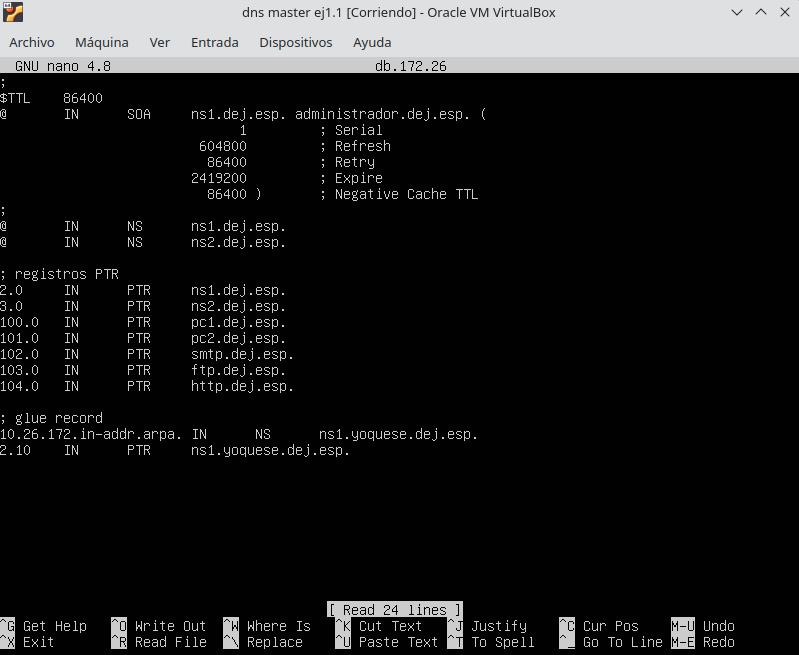 dns master ej1.1 [Corriendo] - Oracle VM VirtualBox
Archivo Máquina Ver Entrada Dispositivos Ayuda
GNU nano 4.8 db.172.26
;
$TTL 86400
@ IN SOA ns1.dej.esp. administrador.dej.esp. (
1 ; Serial
604800 ; Refresh
86400 ; Retry
2419200 ; Expire
86400 ) ; Negative Cache TTL
;
@ IN NS ns1.dej.esp.
@ IN NS ns2.dej.esp.
; registros PTR
2.0 IN PTR ns1.dej.esp.
3.0 IN PTR ns2.dej.esp.
100.0 IN PTR pc1.dej.esp.
101.0 IN PTR pc2.dej.esp.
102.0 IN PTR smtp.dej.esp.
103.0 IN PTR ftp.dej.esp.
104.0 IN PTR http.dej.esp.
; glue record
10.26.172.in-addr.arpa. IN NS ns1.yoquese.dej.esp.
2.10 IN PTR ns1.yoquese.dej.esp.
[ Read 24 lines ]
^G Get Help ^O Write Out ^W Where Is ^K Cut Text ^J Justify ^C Cur Pos M-U Undo
^X Exit ^R Read File ^\ Replace ^U Paste Text ^T To Spell ^_ Go To Line M-E Redo